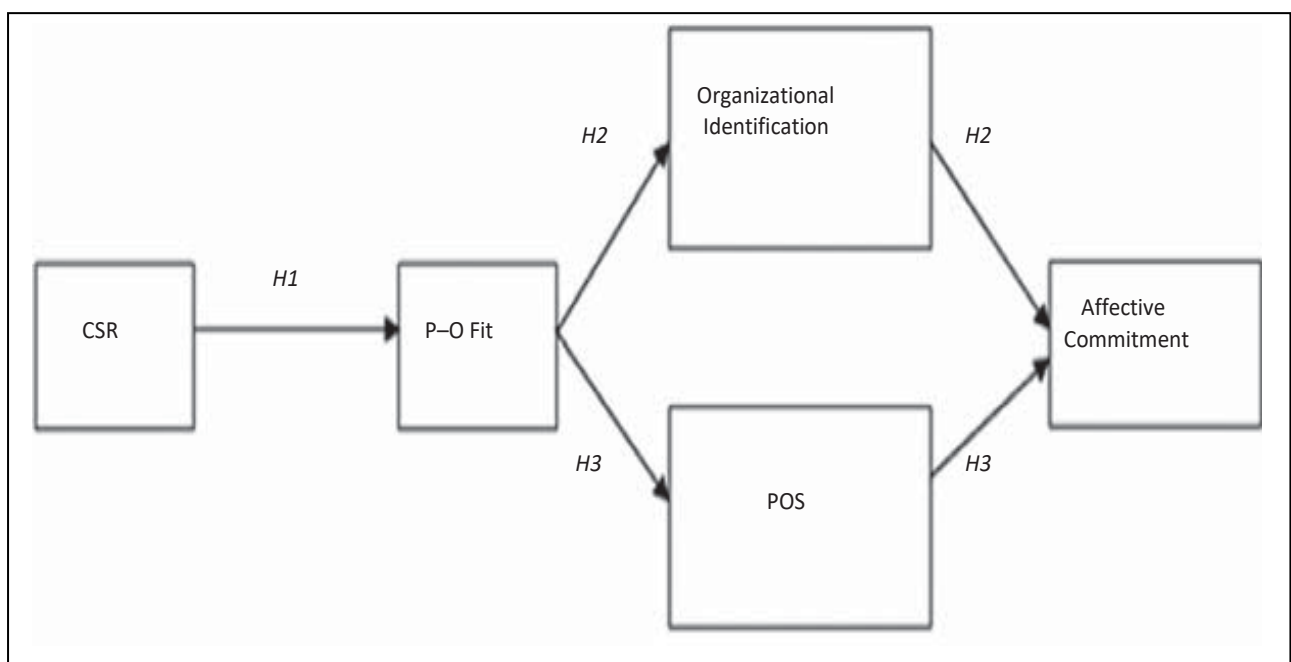 Organizational
Identification
H2
H2
H1
CSR
P–O Fit
Affective
Commitment
H3
H3
POS